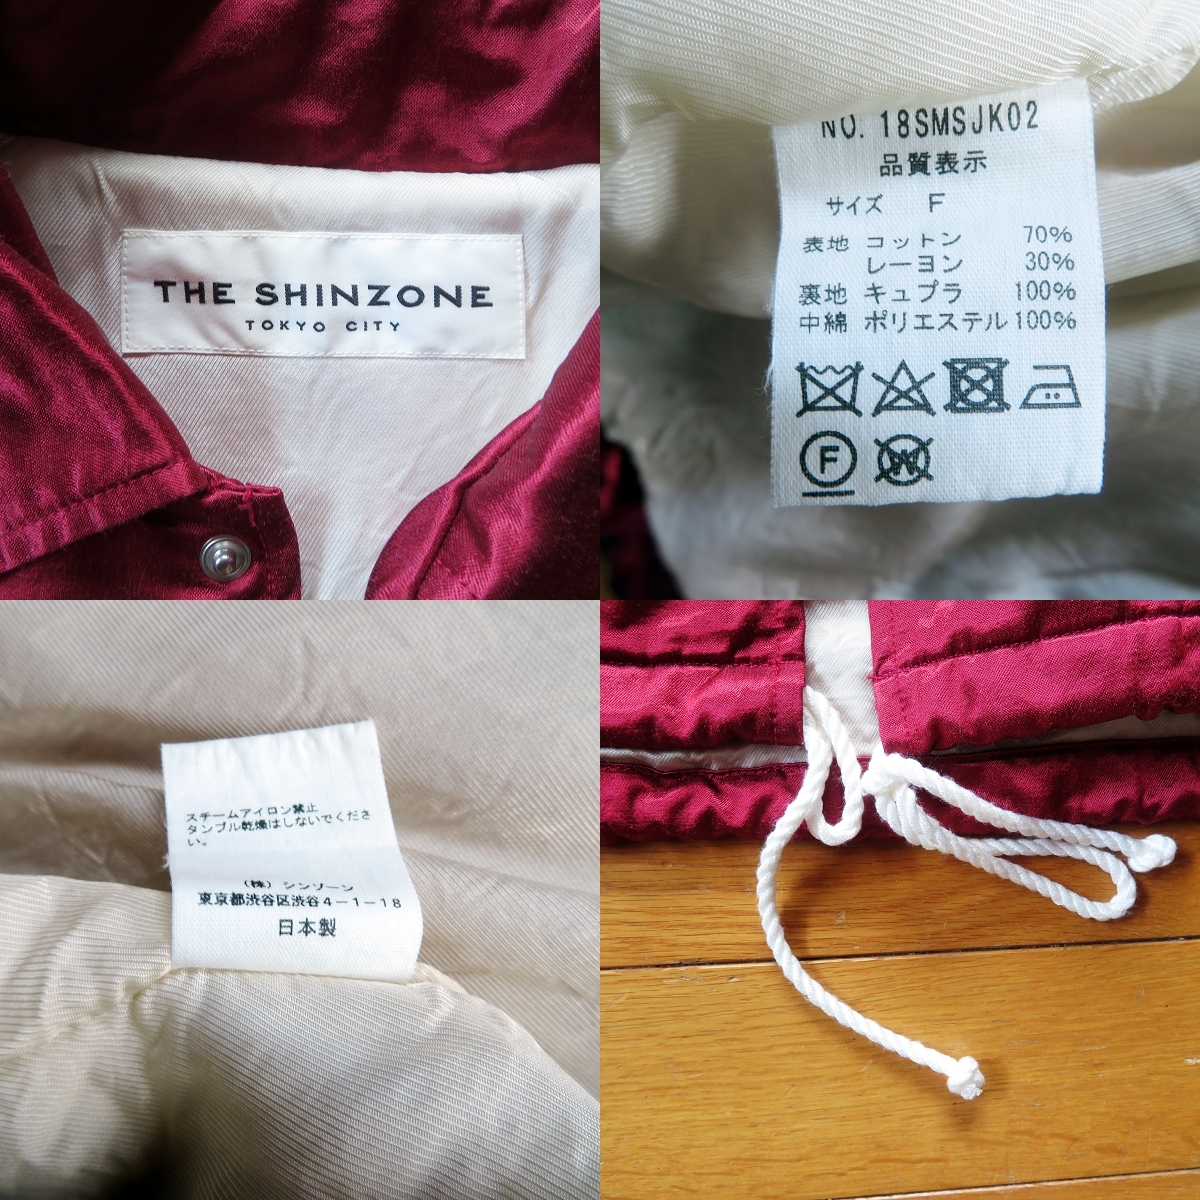 THE SHINZONE
TOKYO CITY
NO. 18SMSJK02
品質表示
サイズ F
表地 コットン 70%
レーヨン 30%
裏地 キュプラ 100%
中綿 ポリエステル 100%
F
W
スチームアイロン禁止
タンブル乾燥はしないでくださ
い。
(株) シンゾーン
東京都渋谷区渋谷4-1-18
日本製